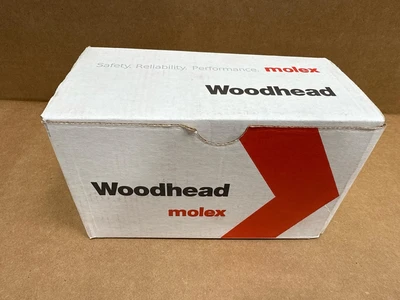 Safety. Reliability. Performance. molex
Woodhead
Woodhead
molex